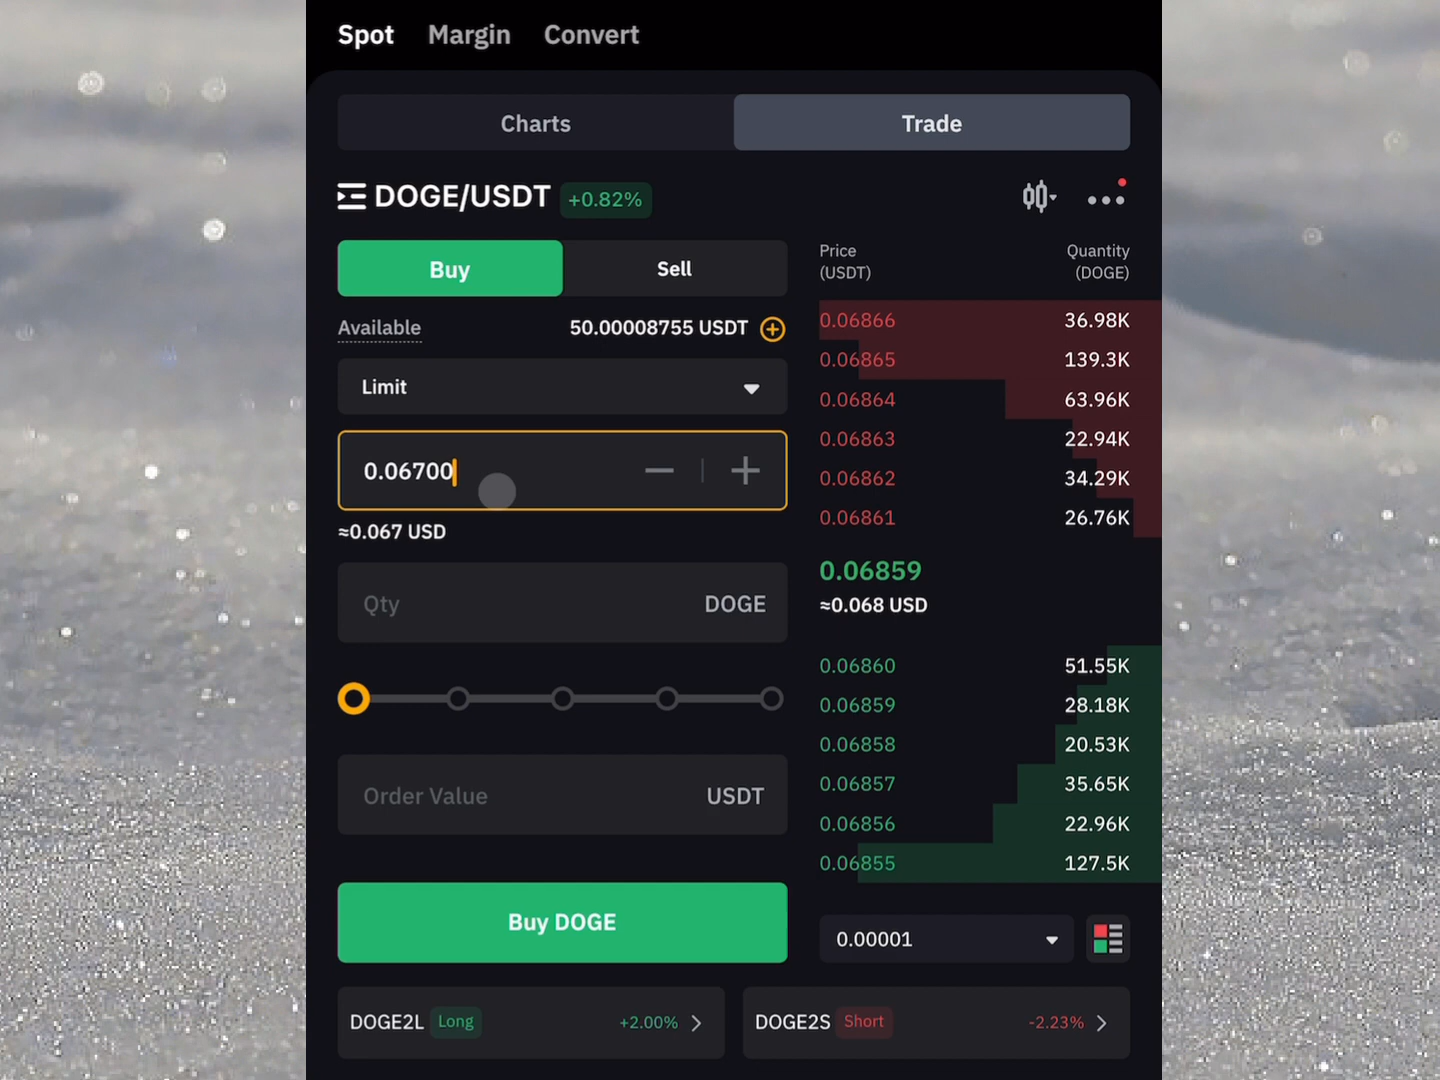 Spot Margin Convert
Charts Trade
DOGE/USDT +0.82%
Buy Sell
Available 50.00008755 USDT
Limit
0.06700
≈0.067 USD
Qty DOGE
Order Value USDT
Buy DOGE
Price Quantity
(USDT) (DOGE)
0.06866 36.98K
0.06865 139.3K
0.06864 63.96K
0.06863 22.94K
0.06862 34.29K
0.06861 26.76K
0.06859
≈0.068 USD
0.06860 51.55K
0.06859 28.18K
0.06858 20.53K
0.06857 35.65K
0.06856 22.96K
0.06855 127.5K
0.00001
DOGE2L Long +2.00%
DOGE2S Short -2.23%